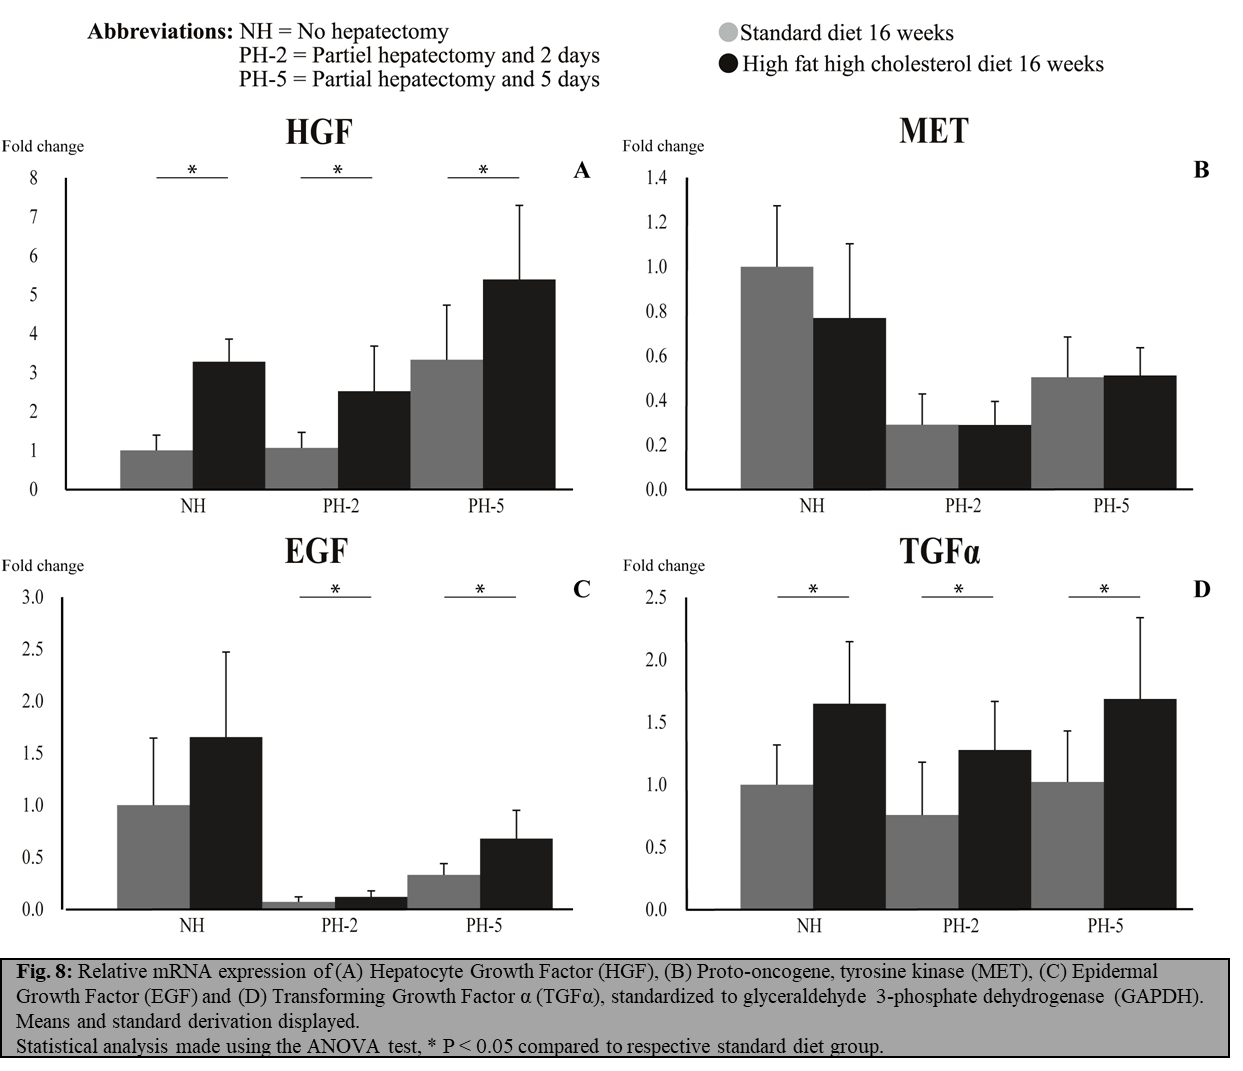 Abbreviations: NH = No hepatectomy
PH-2 = Partiel hepatectomy and 2 days
PH-5 = Partial hepatectomy and 5 days
Standard diet 16 weeks
High fat high cholesterol diet 16 weeks
HGF
Fold change
A
* * *
8
7
6
5
4
3
2
1
0
NH PH-2 PH-5
MET
Fold change
B
1.4
1.2
1.0
0.8
0.6
0.4
0.2
0.0
NH PH-2 PH-5
EGF
Fold change
C
* *
3.0
2.5
2.0
1.5
1.0
0.5
0.0
NH PH-2 PH-5
TGFα
Fold change
D
* * *
2.5
2.0
1.5
1.0
0.5
0.0
NH PH-2 PH-5
Fig. 8: Relative mRNA expression of (A) Hepatocyte Growth Factor (HGF), (B) Proto-oncogene, tyrosine kinase (MET), (C) Epidermal
Growth Factor (EGF) and (D) Transforming Growth Factor α (TGFα), standardized to glyceraldehyde 3-phosphate dehydrogenase (GAPDH).
Means and standard derivation displayed.
Statistical analysis made using the ANOVA test, * P < 0.05 compared to respective standard diet group.